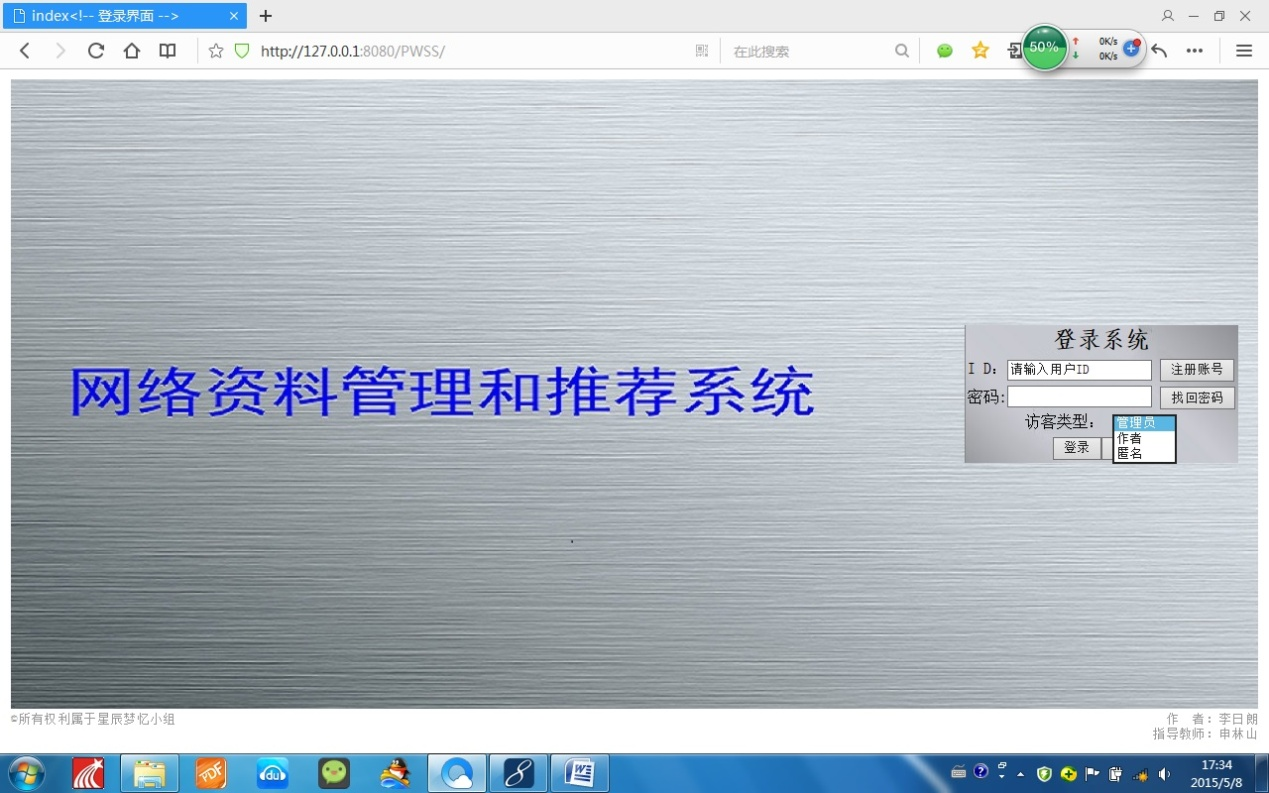 index<!-- 登录界面 -->
http://127.0.0.1:8080/PWSS/
在此搜索
50%
0K/s
0K/s
网络资料管理和推荐系统
登录系统
I D:
请输入用户ID
注册账号
密码:
找回密码
访客类型：
管理员
作者
匿名
登录
©所有权利属于星辰梦忆小组
作 者：李日朗
指导教师：申林山
PDF
du
17:34
2015/5/8